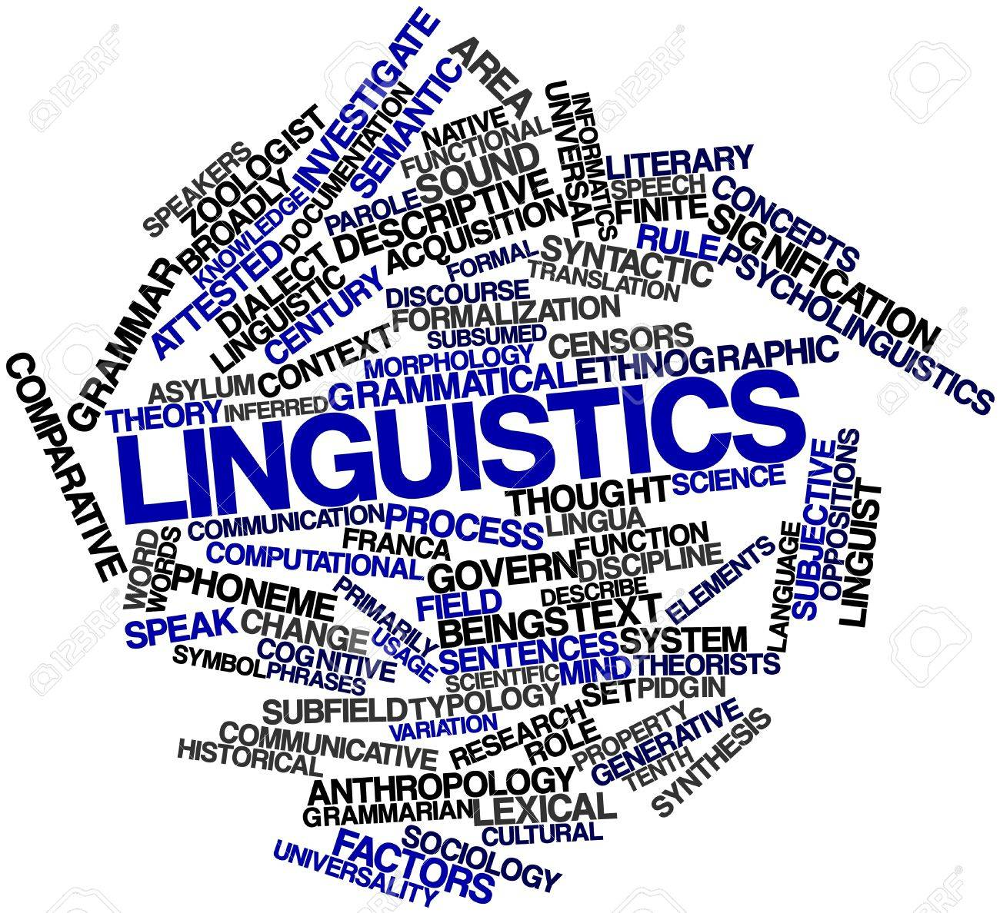 INVESTIGATE
AREA
SEMANTIC
DOCUMENTATION
ZOOLOGIST
SPEAKERS
BROADLY
KNOWLEDGE
NATIVE
FUNCTIONAL
SOUND
UNIVERSAL
INFORMATICS
LITERARY
SPEECH
FINITE
CONCEPTS
SIGNIFICATION
PAROLE
DESCRIPTIVE
ACQUISITION
RULE
PSYCHOLINGUISTICS
ATTESTED
DIALECT
LINGUISTIC
CENTURY
FORMAL
SYNTACTIC
TRANSLATION
GRAMMAR
DISCOURSE
FORMALIZATION
CONTEXT
SUBSUMED
CENSORS
MORPHOLOGY
ETHNOGRAPHIC
ASYLUM
GRAMMATICAL
THEORY
INFERRED
COMPARATIVE
LINGUISTICS
THOUGHT
SCIENCE
SUBJECTIVE
OPPOSITIONS
LINGUIST
COMMUNICATION
PROCESS
LINGUA
WORD
WORDS
FRANCA
FUNCTION
COMPUTATIONAL
GOVERN
DISCIPLINE
ELEMENTS
LANGUAGE
PHONEME
PRIMARILY
FIELD
DESCRIBE
BEINGS
TEXT
SPEAK
CHANGE
USAGE
SENTENCES
SYSTEM
COGNITIVE
SYMBOL
PHRASES
SCIENTIFIC
MIND
THEORISTS
SUBFIELD
TYPOLOGY
SET
PIDGIN
VARIATION
RESEARCH
ROLE
PROPERTY
GENERATIVE
TENTH
SYNTHESIS
COMMUNICATIVE
HISTORICAL
ANTHROPOLOGY
GRAMMARIAN
LEXICAL
CULTURAL
SOCIOLOGY
FACTORS
UNIVERSALITY
123RF